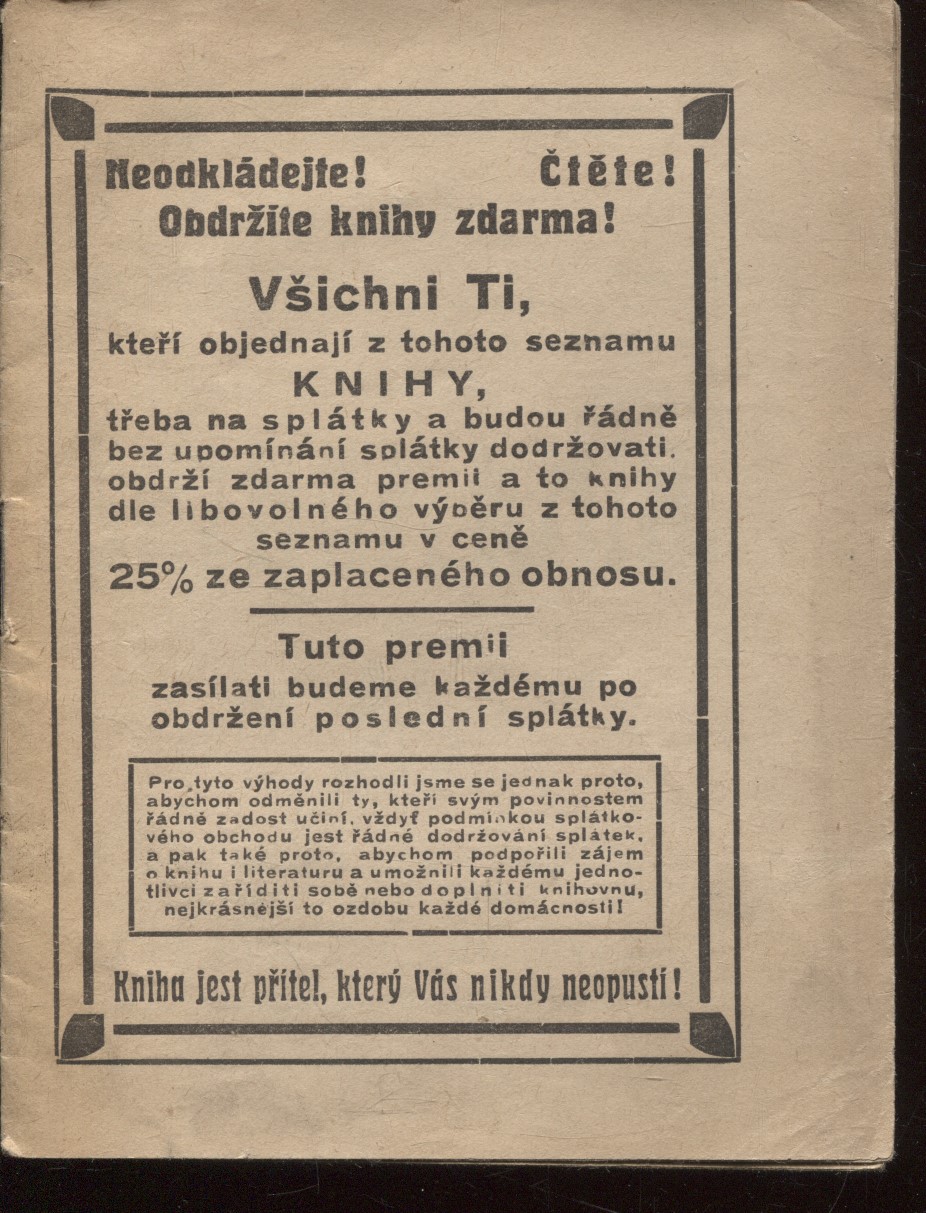 Neodkládejte! Čtěte!
Obdržíte knihy zdarma!
Všichni Ti,
kteří objednají z tohoto seznamu
KNIHY,
třeba na splátky a budou řádně
bez upomínání splátky dodržovati.
obdrží zdarma premii a to knihy
dle libovolného výběru z tohoto
seznamu v ceně
25% ze zaplaceného obnosu.
Tuto premii
zasílati budeme každému po
obdržení poslední splátky.
Pro tyto výhody rozhodli jsme se jednak proto,
abychom odměnili ty, kteří svým povinnostem
řádně zadost učiní, vždyť podmínkou splátko-
vého obchodu jest řádné dodržování splátek,
a pak také proto, abychom podpořili zájem
o knihu i literaturu a umožnili každému jedno-
tlivci zaříditi sobě nebo doplniti knihovnu,
nejkrásnější to ozdobu každé domácnosti!
Kniha jest přítel, který Vás nikdy neopustí!